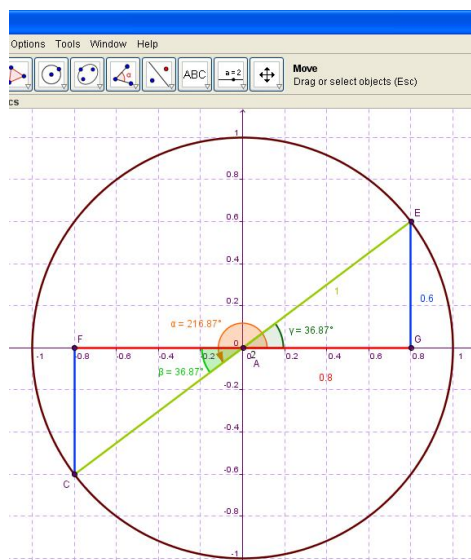 Options Tools Window Help
ABC
a=2
Move
Drag or select objects (Esc)
cs
1
0.8
0.6
E
0.4
1
0.6
0.2
α = 216.87°
γ = 36.87°
F
0
G
-1
-0.8
-0.6
-0.4
-0.2
0.2
0.4
0.6
0.8
1
A
β = 36.87°
0.8
-0.2
-0.4
C
-0.6
-0.8
-1